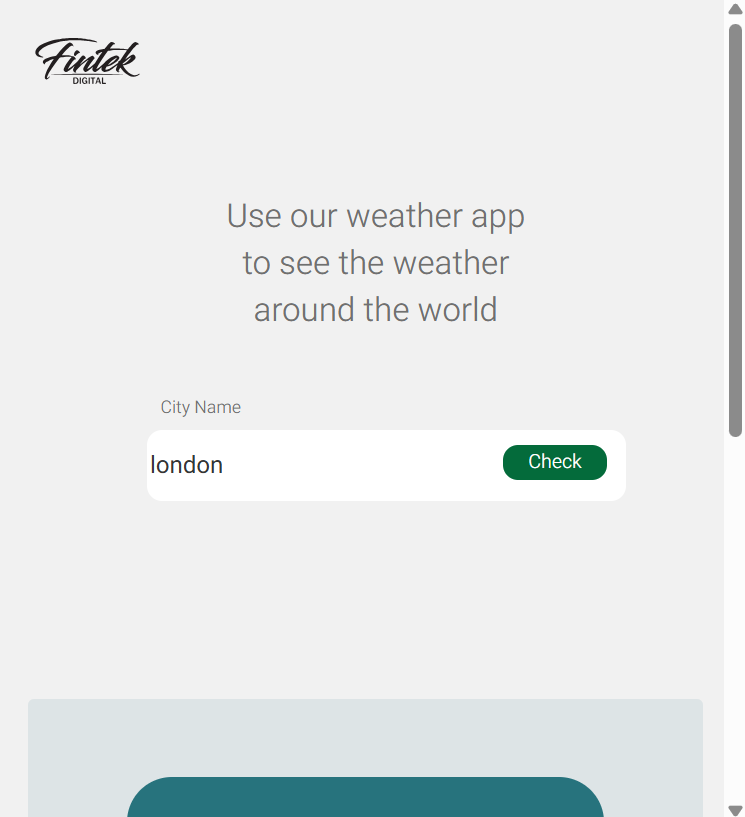 Fintek
DIGITAL
Use our weather app
to see the weather
around the world
City Name
london
Check